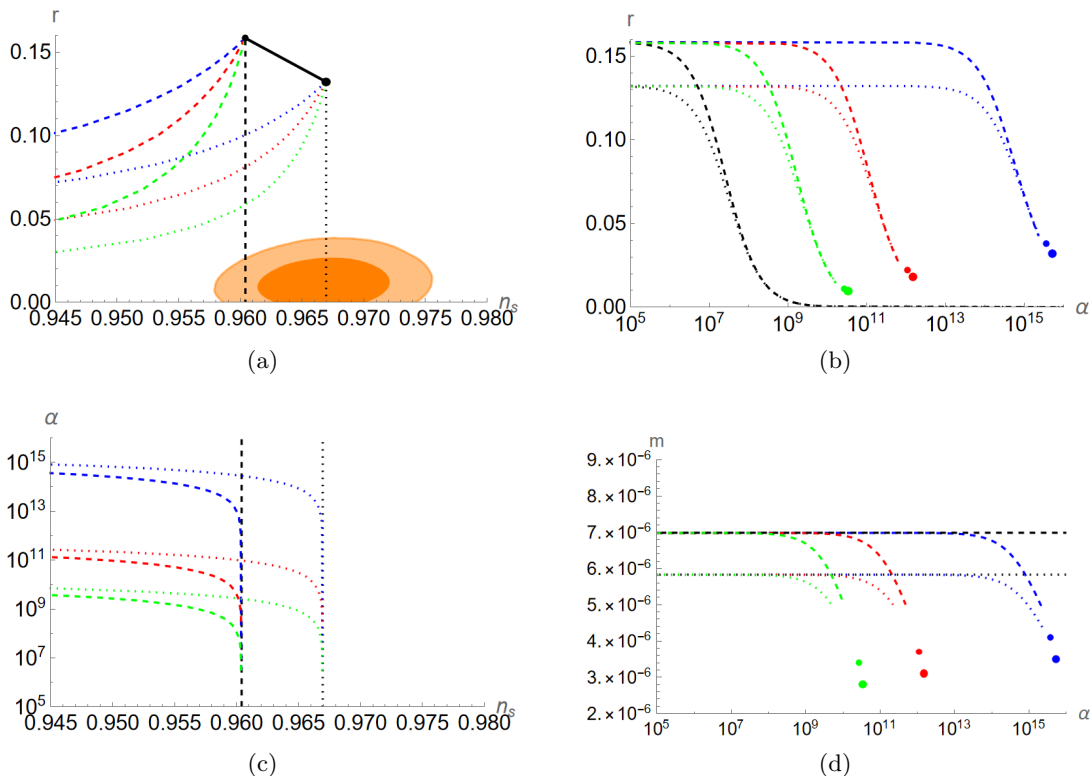 r
0.15
0.10
0.05
0.00
0.945 0.950 0.955 0.960 0.965 0.970 0.975 0.980
n_s
(a)
r
0.15
0.10
0.05
0.00
10^5 10^7 10^9 10^11 10^13 10^15
α
(b)
α
10^15
10^13
10^11
10^9
10^7
10^5
0.945 0.950 0.955 0.960 0.965 0.970 0.975 0.980
n_s
(c)
m
9.×10^-6
8.×10^-6
7.×10^-6
6.×10^-6
5.×10^-6
4.×10^-6
3.×10^-6
2.×10^-6
10^5 10^7 10^9 10^11 10^13 10^15
α
(d)